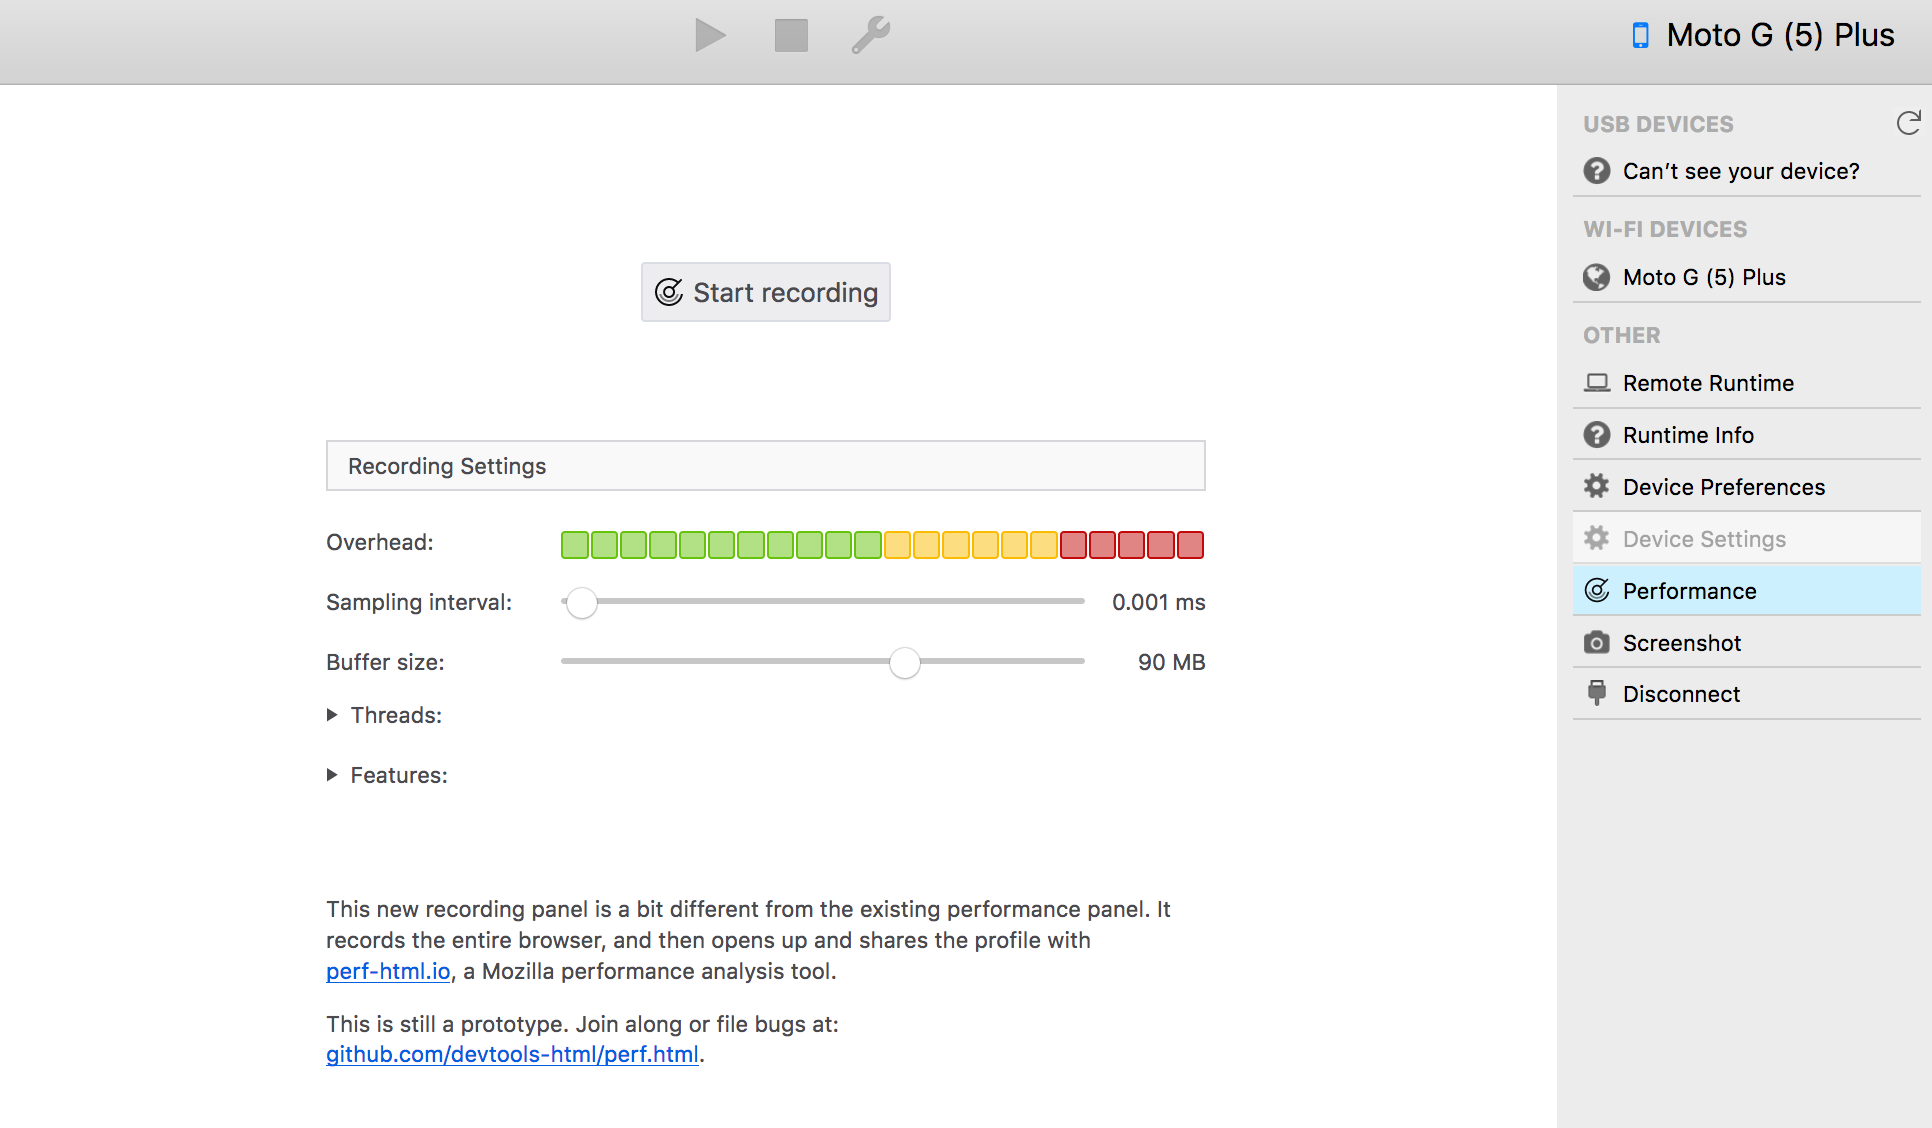 Moto G (5) Plus
Start recording
Recording Settings
Overhead:
Sampling interval:
0.001 ms
Buffer size:
90 MB
Threads:
Features:
This new recording panel is a bit different from the existing performance panel. It
records the entire browser, and then opens up and shares the profile with
perf-html.io, a Mozilla performance analysis tool.
This is still a prototype. Join along or file bugs at:
github.com/devtools-html/perf.html.
USB DEVICES
Can’t see your device?
WI-FI DEVICES
Moto G (5) Plus
OTHER
Remote Runtime
Runtime Info
Device Preferences
Device Settings
Performance
Screenshot
Disconnect